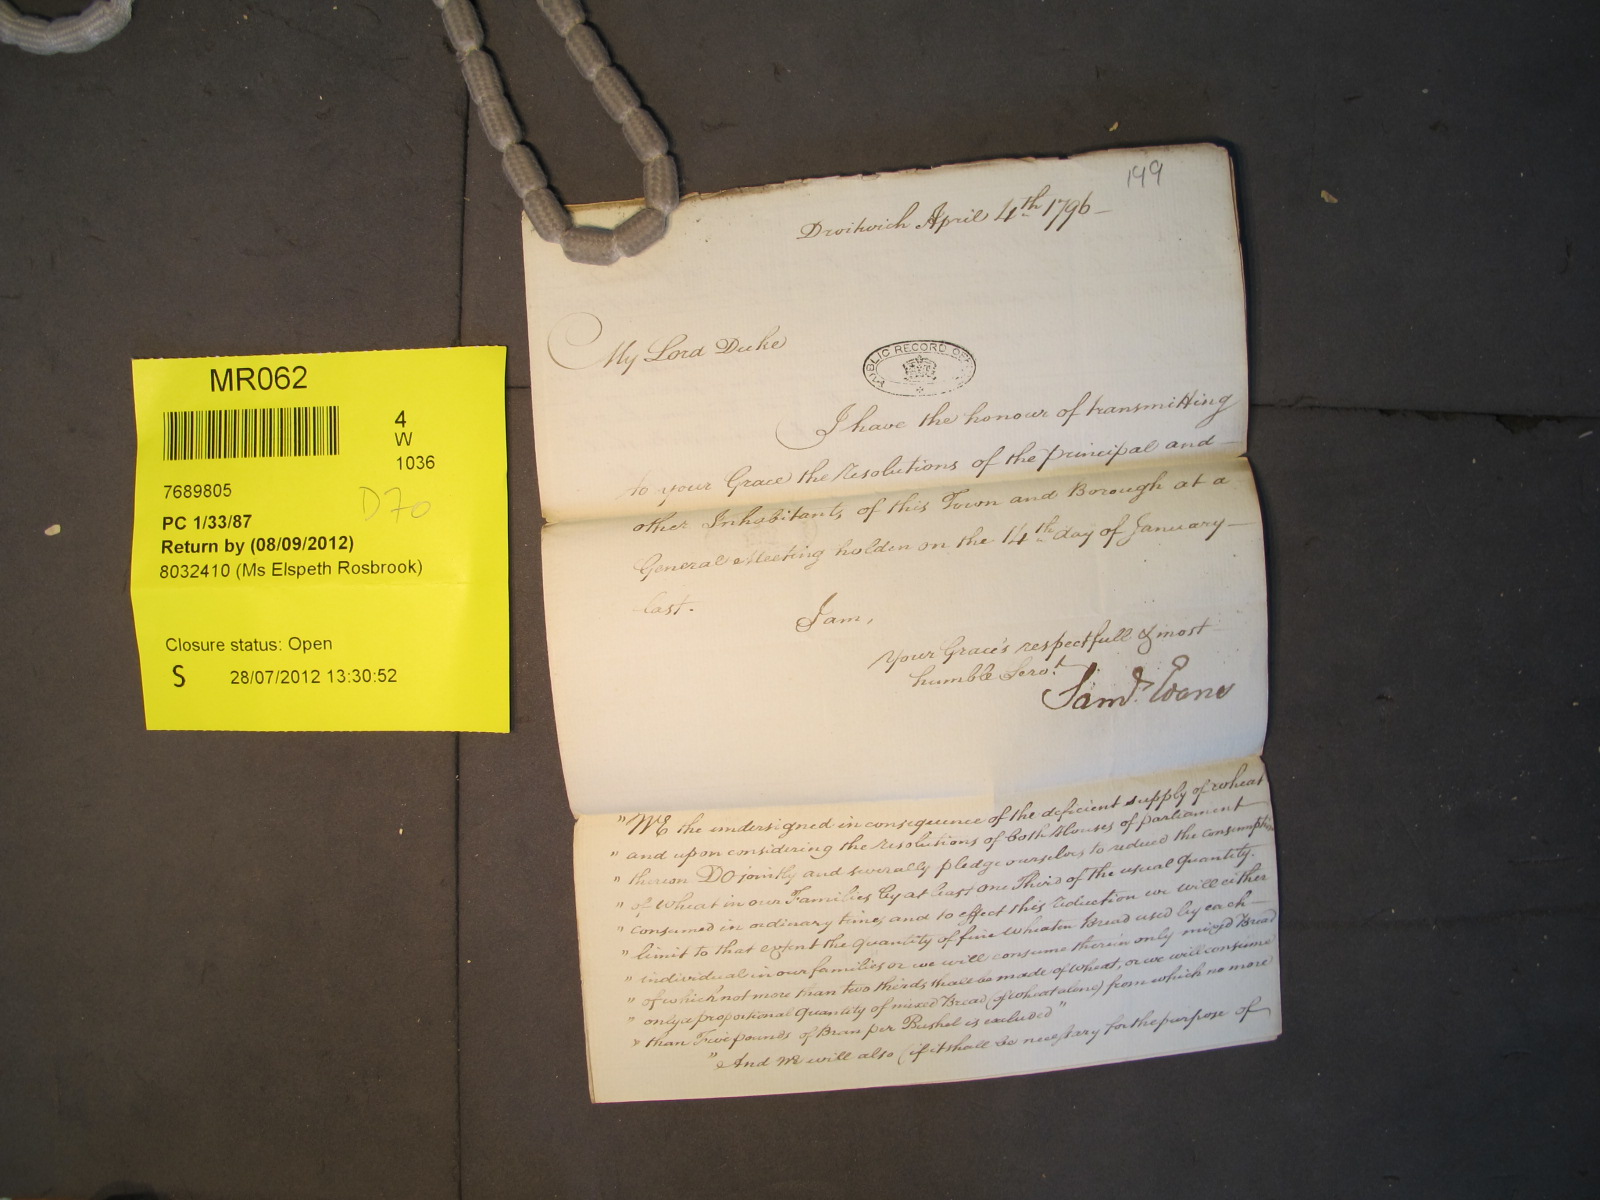 MR062
4
W
1036
7689805
D70
PC 1/33/87
Return by (08/09/2012)
8032410 (Ms Elspeth Rosbrook)
Closure status: Open
S 28/07/2012 13:30:52
149
Droitwich April 4th 1796 —
My Lord Duke
PUBLIC RECORD OFF
I have the honour of transmitting
to your Grace the Resolutions of the principal and
other Inhabitants of this Town and Borough at a
General Meeting holden on the 14th day of January
last. I am,
Your Grace's respectfull & most
humble Servt.
Saml. Evans
"WE the undersigned in consequence of the deficient supply of wheat
" and upon considering the Resolutions of both Houses of parliament
" thereon DO jointly and severally pledge ourselves to reduce the consumption
" of Wheat in our Families by at least one Third of the usual Quantity
" consumed in ordinary times and to effect this reduction we will either
" limit to that extent the quantity of fine wheaten Bread used by each
" individual in our families or we will consume therein only mixed Bread
" of which not more than two thirds shall be made of Wheat, or we will consume
" only a proportional Quantity of mixed Bread (of wheat alone) from which no more
" than Five pounds of Bran per Bushel is excluded"
" And We will also (if it shall be necessary for the purpose of